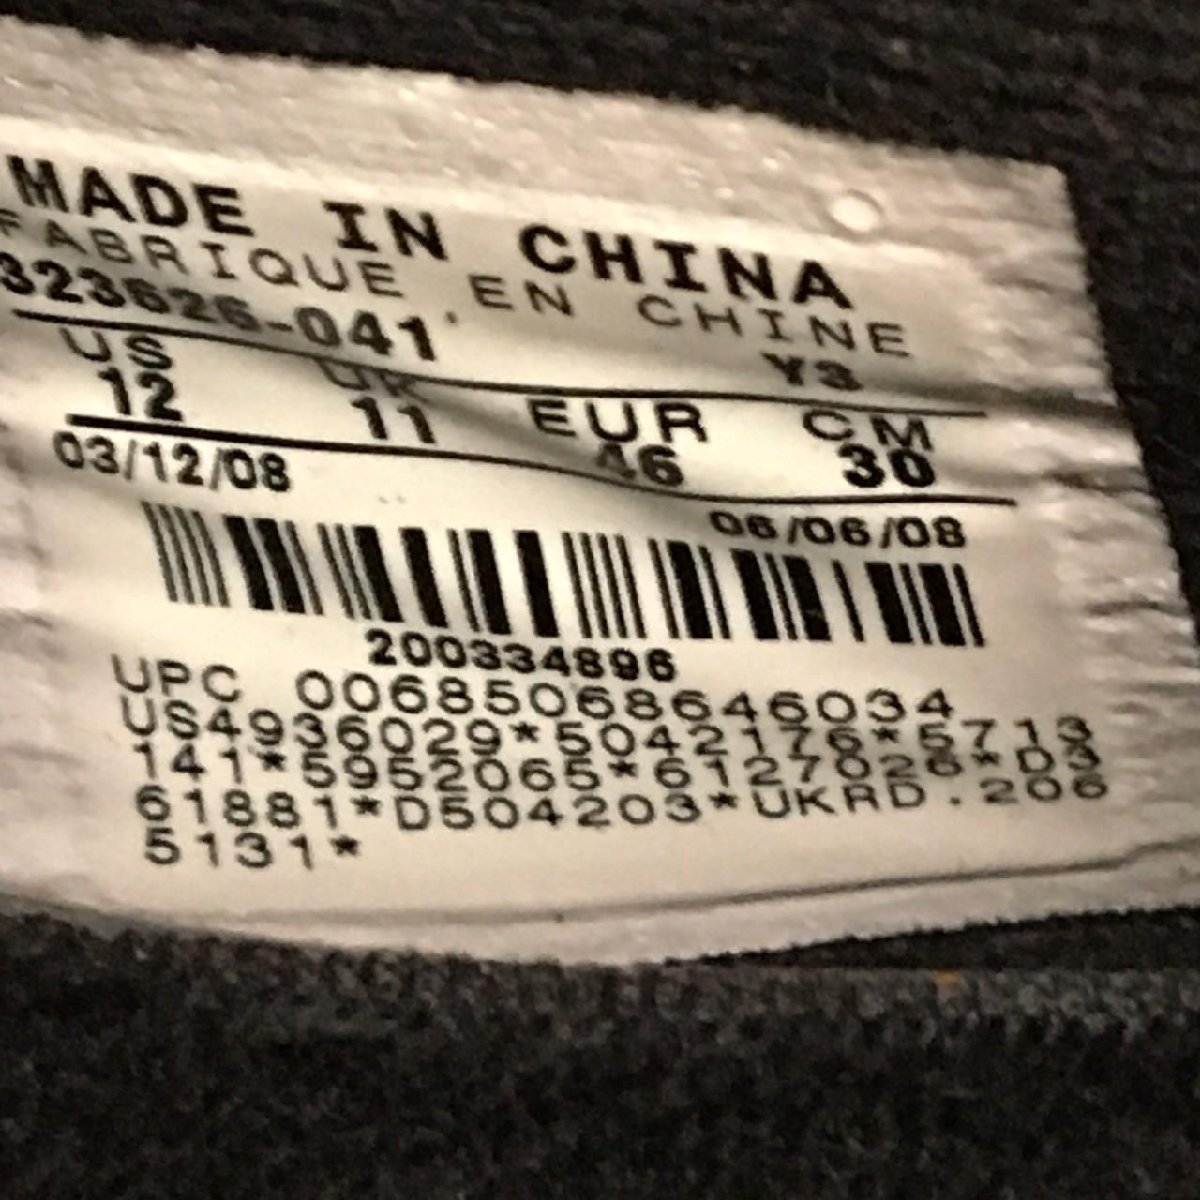 MADE IN CHINA
FABRIQUE EN CHINE
323626-041 Y3
US UK EUR CM
12 11 46 30
03/12/08 06/06/08
200334896
UPC 00685068646034
US4936029*5042176*5713
141*5952065*6127026*D3
61881*D504203*UKRD.206
5131*